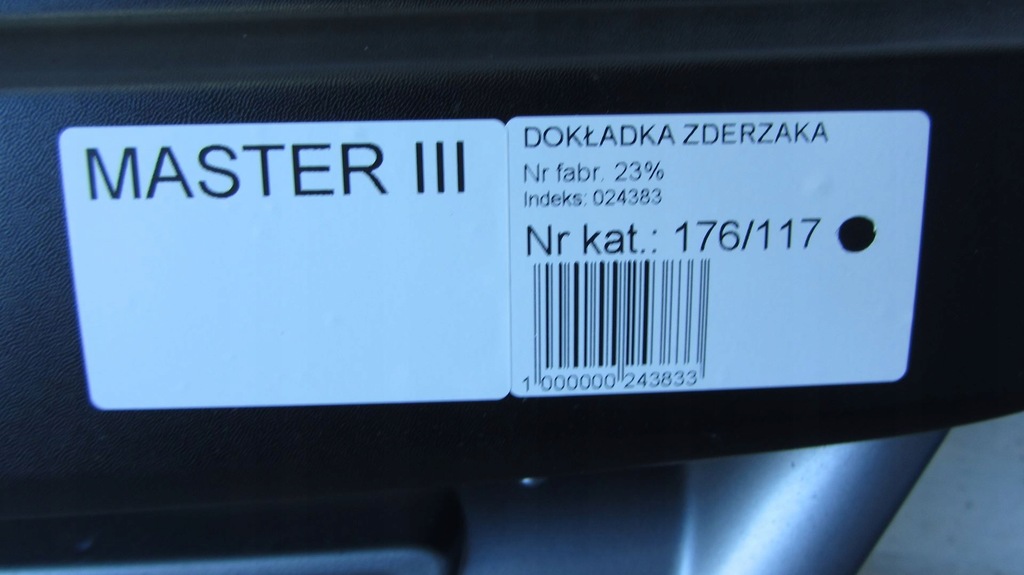 MASTER III
DOKŁADKA ZDERZAKA
Nr fabr. 23%
Indeks: 024383
Nr kat.: 176/117
1 000000 243833